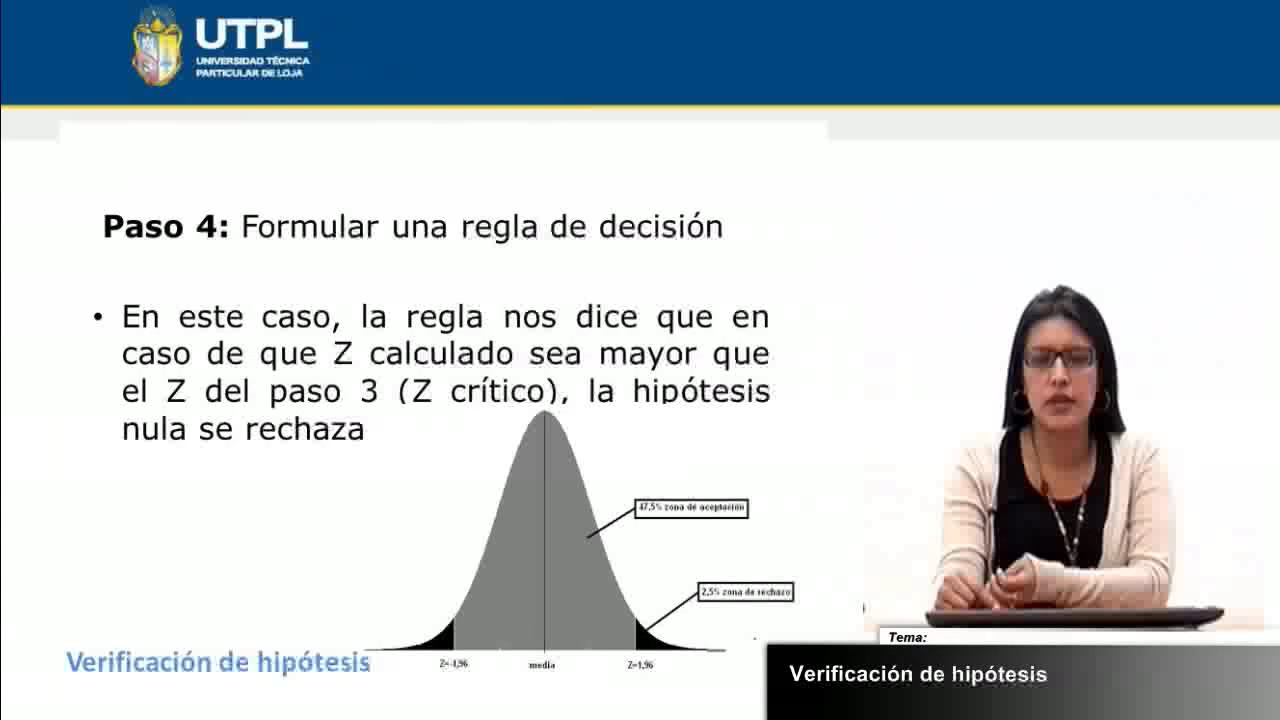 UTPL
UNIVERSIDAD TÉCNICA
PARTICULAR DE LOJA
Paso 4: Formular una regla de decisión
• En este caso, la regla nos dice que en
caso de que Z calculado sea mayor que
el Z del paso 3 (Z crítico), la hipótesis
nula se rechaza
47,5% zona de aceptación
2,5% zona de rechazo
Z=-1,96
media
Z=1,96
Verificación de hipótesis
Tema:
Verificación de hipótesis